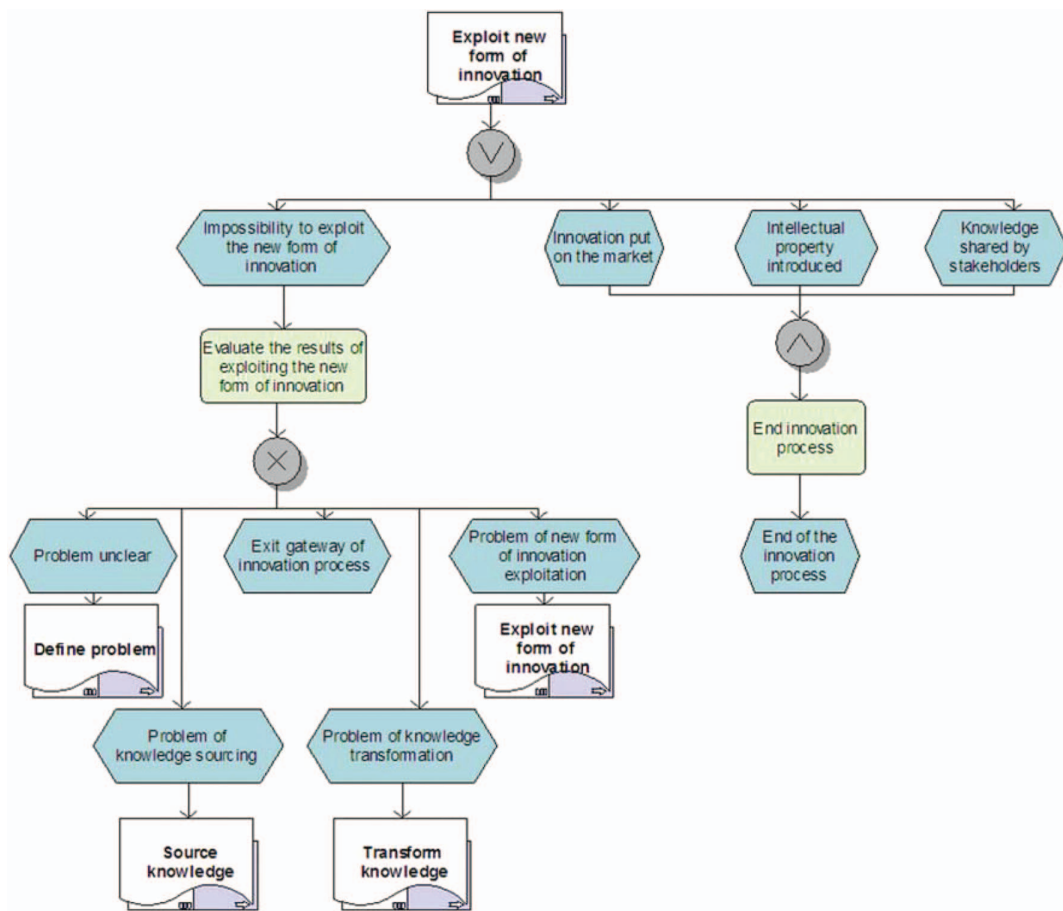 Exploit new
form of
innovation
Impossibility to exploit
the new form of
innovation
Innovation put
on the market
Intellectual
property
introduced
Knowledge
shared by
stakeholders
Evaluate the results of
exploiting the new
form of innovation
End innovation
process
Problem unclear
Exit gateway of
innovation process
Problem of new form
of innovation
exploitation
End of the
innovation
process
Define problem
Exploit new
form of
innovation
Problem of
knowledge sourcing
Problem of knowledge
transformation
Source
knowledge
Transform
knowledge